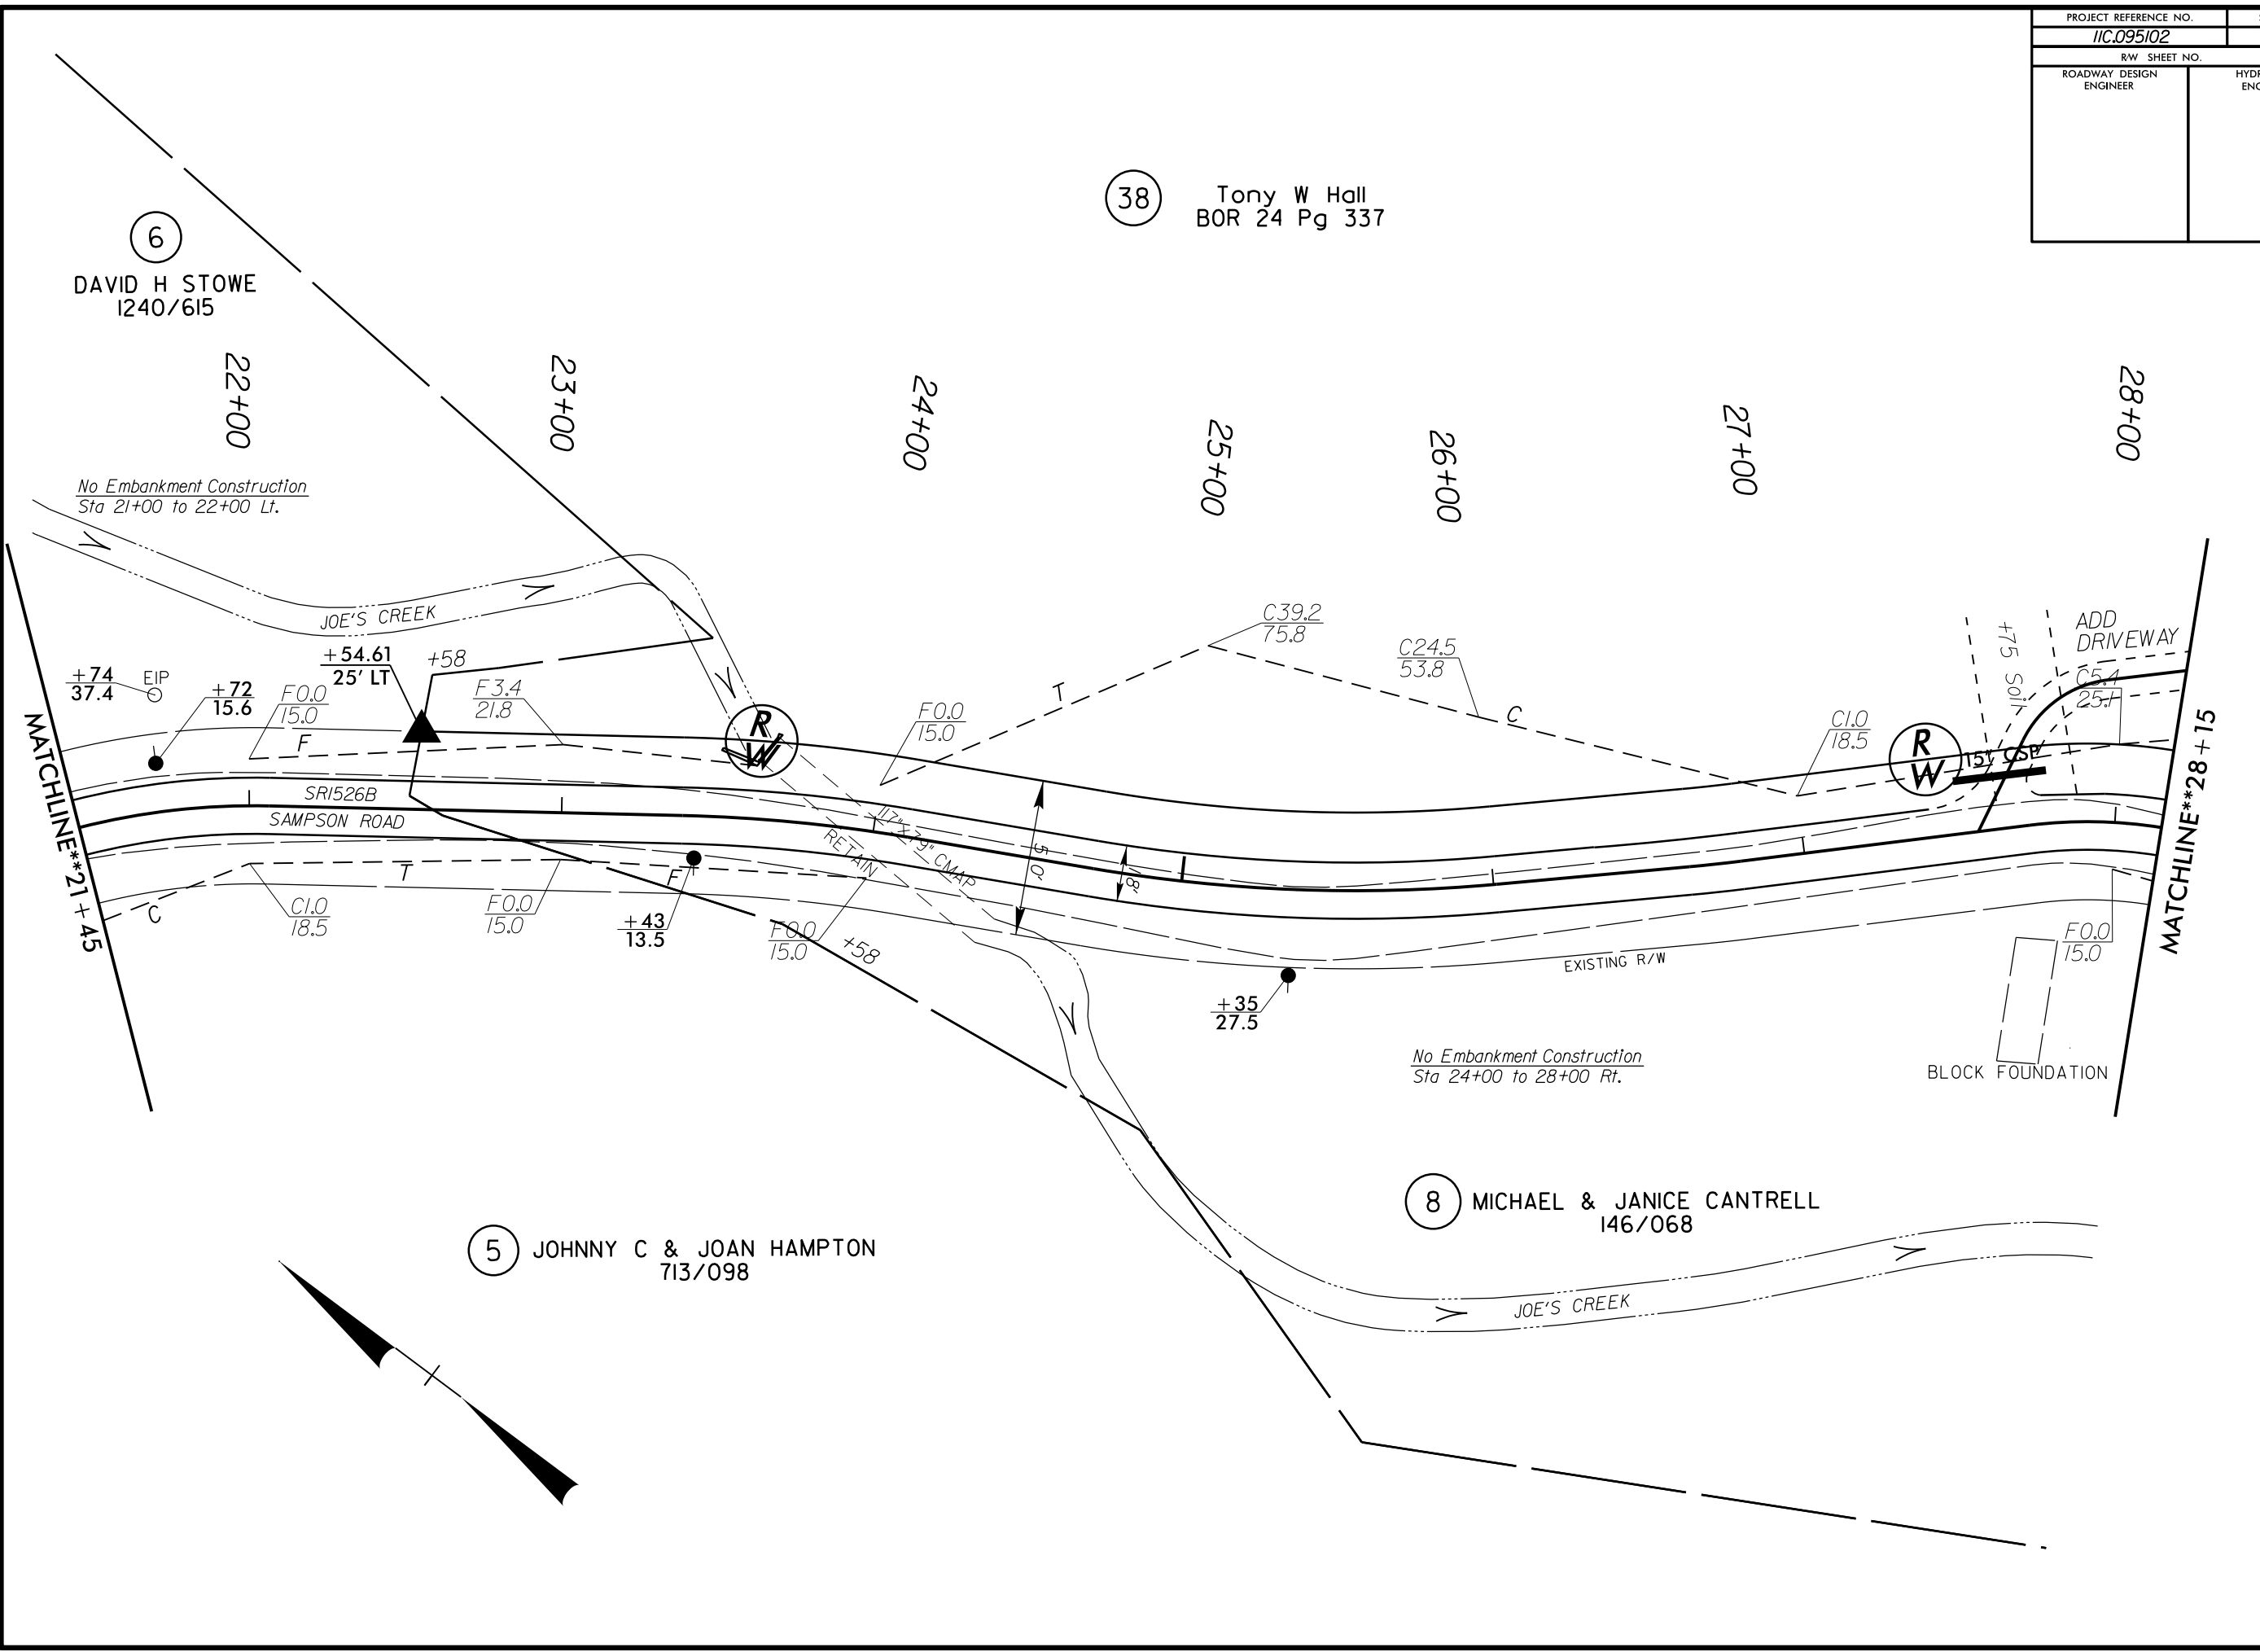 PROJECT REFERENCE NO.
11C.095102
R/W SHEET NO.
ROADWAY DESIGN
ENGINEER
38
Tony W Hall
BOR 24 Pg 337
6
DAVID H STOWE
1240/615
22+00
23+00
24+00
25+00
26+00
27+00
28+00
No Embankment Construction
Sta 21+00 to 22+00 Lt.
JOE'S CREEK
+74
37.4
EIP
+72
15.6
F0.0
15.0
+54.61
25' LT
+58
F3.4
21.8
F
R
W
F0.0
15.0
T
C39.2
75.8
C24.5
53.8
C
C1.0
18.5
R
W
+75 Soil
ADD
DRIVEWAY
C5.4
25.1
15" CSP
MATCHLINE**21+45
SR1526B
SAMPSON ROAD
C
C1.0
18.5
T
F0.0
15.0
F
+43
13.5
F0.0
15.0
+58
RETAIN
117"X79" CMAP
50'
18'
+35
27.5
EXISTING R/W
F0.0
15.0
MATCHLINE**28+15
No Embankment Construction
Sta 24+00 to 28+00 Rt.
BLOCK FOUNDATION
8
MICHAEL & JANICE CANTRELL
146/068
5
JOHNNY C & JOAN HAMPTON
713/098
JOE'S CREEK